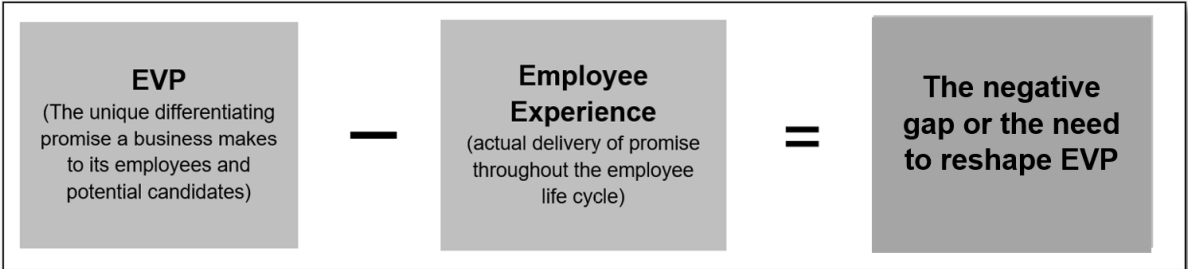 EVP
(The unique differentiating
promise a business makes
to its employees and
potential candidates)
—
Employee
Experience
(actual delivery of promise
throughout the employee
life cycle)
=
The negative
gap or the need
to reshape EVP